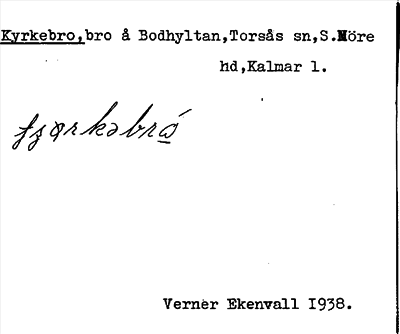 Kyrkebro,bro å Bodhyltan,Torsås sn,S.Möre
hd,Kalmar l.
Verner Ekenvall 1938.